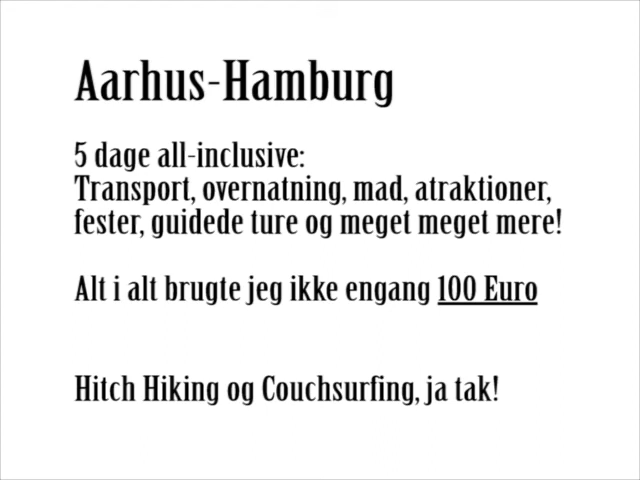 Aarhus-Hamburg
5 dage all-inclusive:
Transport, overnatning, mad, atraktioner,
fester, guidede ture og meget meget mere!
Alt i alt brugte jeg ikke engang 100 Euro
Hitch Hiking og Couchsurfing, ja tak!